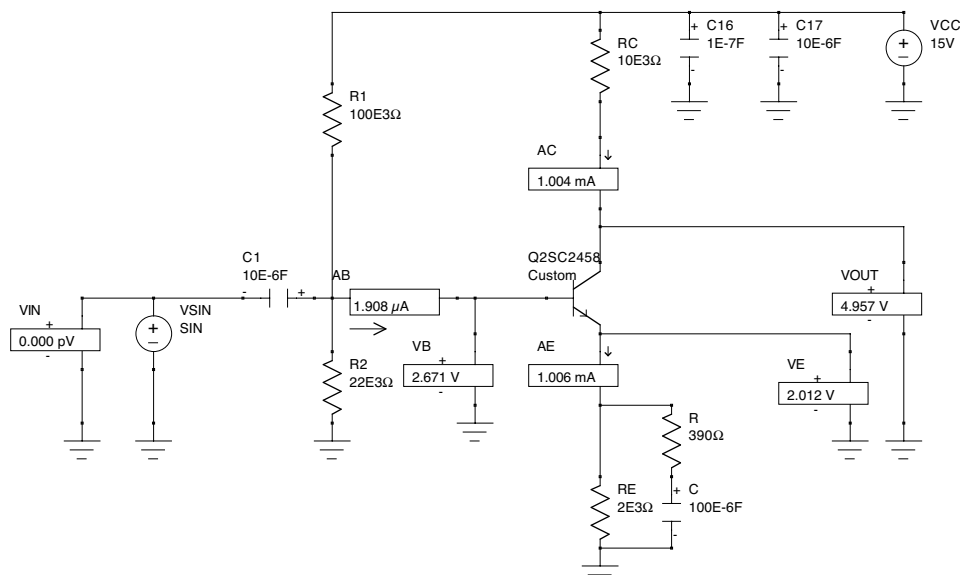 C16
1E-7F
C17
10E-6F
VCC
15V
RC
10E3Ω
R1
100E3Ω
AC
1.004 mA
Q2SC2458
Custom
C1
10E-6F
AB
1.908 µA
VOUT
4.957 V
VIN
0.000 pV
VSIN
SIN
VB
2.671 V
AE
1.006 mA
VE
2.012 V
R2
22E3Ω
R
390Ω
RE
2E3Ω
C
100E-6F